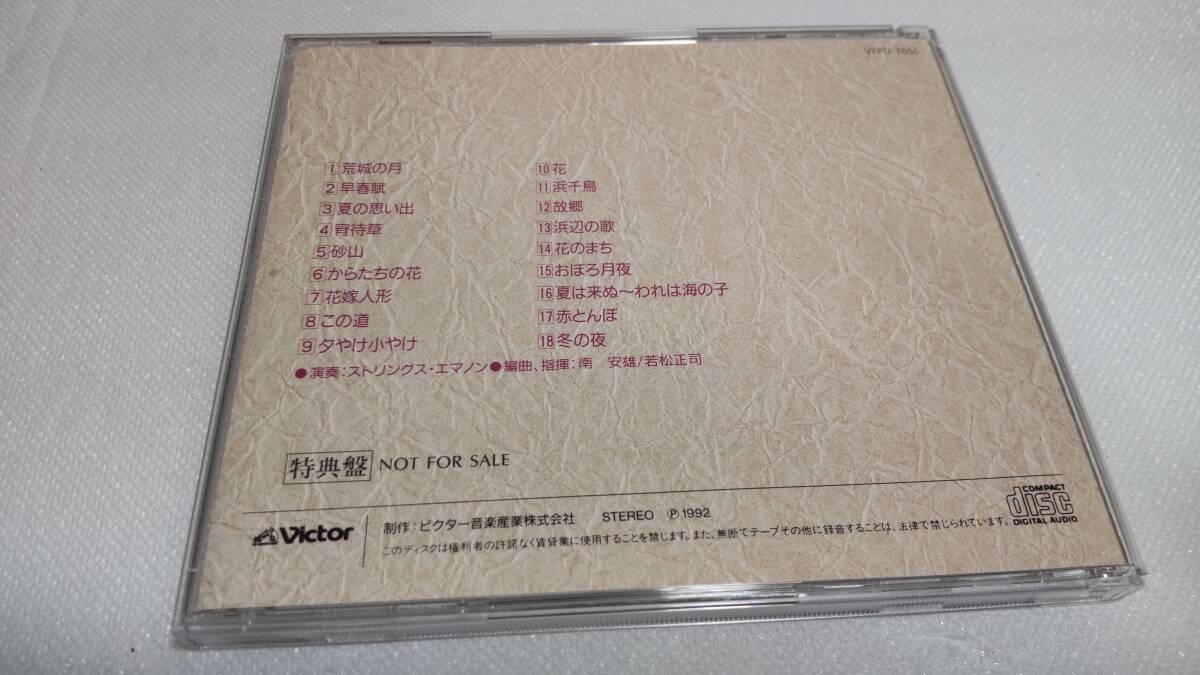 1 荒城の月
2 早春賦
3 夏の思い出
4 宵待草
5 砂山
6 からたちの花
7 花嫁人形
8 この道
9 夕やけ小やけ
10 花
11 浜千鳥
12 故郷
13 浜辺の歌
14 花のまち
15 おぼろ月夜
16 夏は来ぬ〜われは海の子
17 赤とんぼ
18 冬の夜
●演奏:ストリングス・エマノン●編曲、指揮:南 安雄/若松正司
特典盤 NOT FOR SALE
Victor
制作:ビクター音楽産業株式会社 STEREO Ⓟ1992
このディスクは権利者の許諾なく賃貸業に使用することを禁じます。また、無断でテープその他に録音することは、法律で禁じられています。
COMPACT
disc
DIGITAL AUDIO